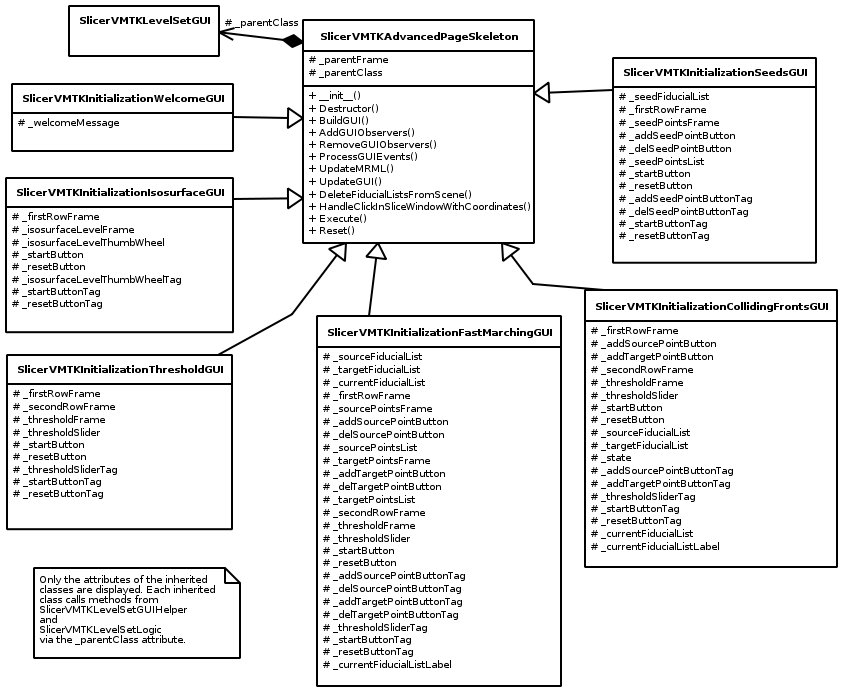 SlicerVMTKLevelSetGUI
# _parentClass
SlicerVMTKAdvancedPageSkeleton
# _parentFrame
# _parentClass
+ __init__()
+ Destructor()
+ BuildGUI()
+ AddGUIObservers()
+ RemoveGUIObservers()
+ ProcessGUIEvents()
+ UpdateMRML()
+ UpdateGUI()
+ DeleteFiducialListsFromScene()
+ HandleClickInSliceWindowWithCoordinates()
+ Execute()
+ Reset()
SlicerVMTKInitializationWelcomeGUI
# _welcomeMessage
SlicerVMTKInitializationIsosurfaceGUI
# _firstRowFrame
# _isosurfaceLevelFrame
# _isosurfaceLevelThumbWheel
# _startButton
# _resetButton
# _isosurfaceLevelThumbWheelTag
# _startButtonTag
# _resetButtonTag
SlicerVMTKInitializationSeedsGUI
# _seedFiducialList
# _firstRowFrame
# _seedPointsFrame
# _addSeedPointButton
# _delSeedPointButton
# _seedPointsList
# _startButton
# _resetButton
# _addSeedPointButtonTag
# _delSeedPointButtonTag
# _startButtonTag
# _resetButtonTag
SlicerVMTKInitializationThresholdGUI
# _firstRowFrame
# _secondRowFrame
# _thresholdFrame
# _thresholdSlider
# _startButton
# _resetButton
# _thresholdSliderTag
# _startButtonTag
# _resetButtonTag
SlicerVMTKInitializationFastMarchingGUI
# _sourceFiducialList
# _targetFiducialList
# _currentFiducialList
# _firstRowFrame
# _sourcePointsFrame
# _addSourcePointButton
# _delSourcePointButton
# _sourcePointsList
# _targetPointsFrame
# _addTargetPointButton
# _delTargetPointButton
# _targetPointsList
# _secondRowFrame
# _thresholdFrame
# _thresholdSlider
# _startButton
# _resetButton
# _addSourcePointButtonTag
# _delSourcePointButtonTag
# _addTargetPointButtonTag
# _delTargetPointButtonTag
# _thresholdSliderTag
# _startButtonTag
# _resetButtonTag
# _currentFiducialListLabel
SlicerVMTKInitializationCollidingFrontsGUI
# _firstRowFrame
# _addSourcePointButton
# _addTargetPointButton
# _secondRowFrame
# _thresholdFrame
# _thresholdSlider
# _startButton
# _resetButton
# _sourceFiducialList
# _targetFiducialList
# _state
# _addSourcePointButtonTag
# _addTargetPointButtonTag
# _thresholdSliderTag
# _startButtonTag
# _resetButtonTag
# _currentFiducialList
# _currentFiducialListLabel
Only the attributes of the inherited
classes are displayed. Each inherited
class calls methods from
SlicerVMTKLevelSetGUIHelper
and
SlicerVMTKLevelSetLogic
via the _parentClass attribute.